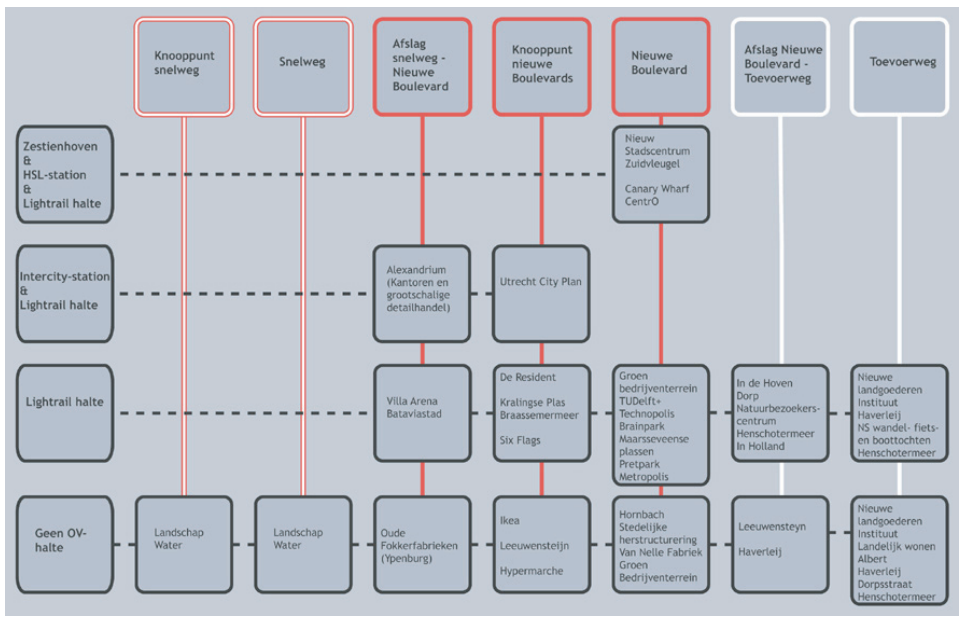 Knooppunt
snelweg
Snelweg
Afslag
snelweg -
Nieuwe
Boulevard
Knooppunt
nieuwe
Boulevards
Nieuwe
Boulevard
Afslag Nieuwe
Boulevard -
Toevoerweg
Toevoerweg
Zestienhoven
&
HSL-station
&
Lightrail halte
Nieuw
Stadscentrum
Zuidvleugel
Canary Wharf
CentrO
Intercity-station
&
Lightrail halte
Alexandrium
(Kantoren en
grootschalige
detailhandel)
Utrecht City Plan
Lightrail halte
Villa Arena
Bataviastad
De Resident
Kralingse Plas
Braassemermeer
Six Flags
Groen
bedrijventerrein
TUDelft+
Technopolis
Brainpark
Maarsseveense
plassen
Pretpark
Metropolis
In de Hoven
Dorp
Natuurbezoekers-
centrum
Henschotermeer
In Holland
Nieuwe
landgoederen
Instituut
Haverleij
NS wandel- fiets-
en boottochten
Henschotermeer
Geen OV-
halte
Landschap
Water
Landschap
Water
Oude
Fokkerfabrieken
(Ypenburg)
Ikea
Leeuwensteijn
Hypermarche
Hornbach
Stedelijke
herstructurering
Van Nelle Fabriek
Groen
Bedrijventerrein
Leeuwensteyn
Haverleij
Nieuwe
landgoederen
Instituut
Landelijk wonen
Albert
Haverleij
Dorpsstraat
Henschotermeer